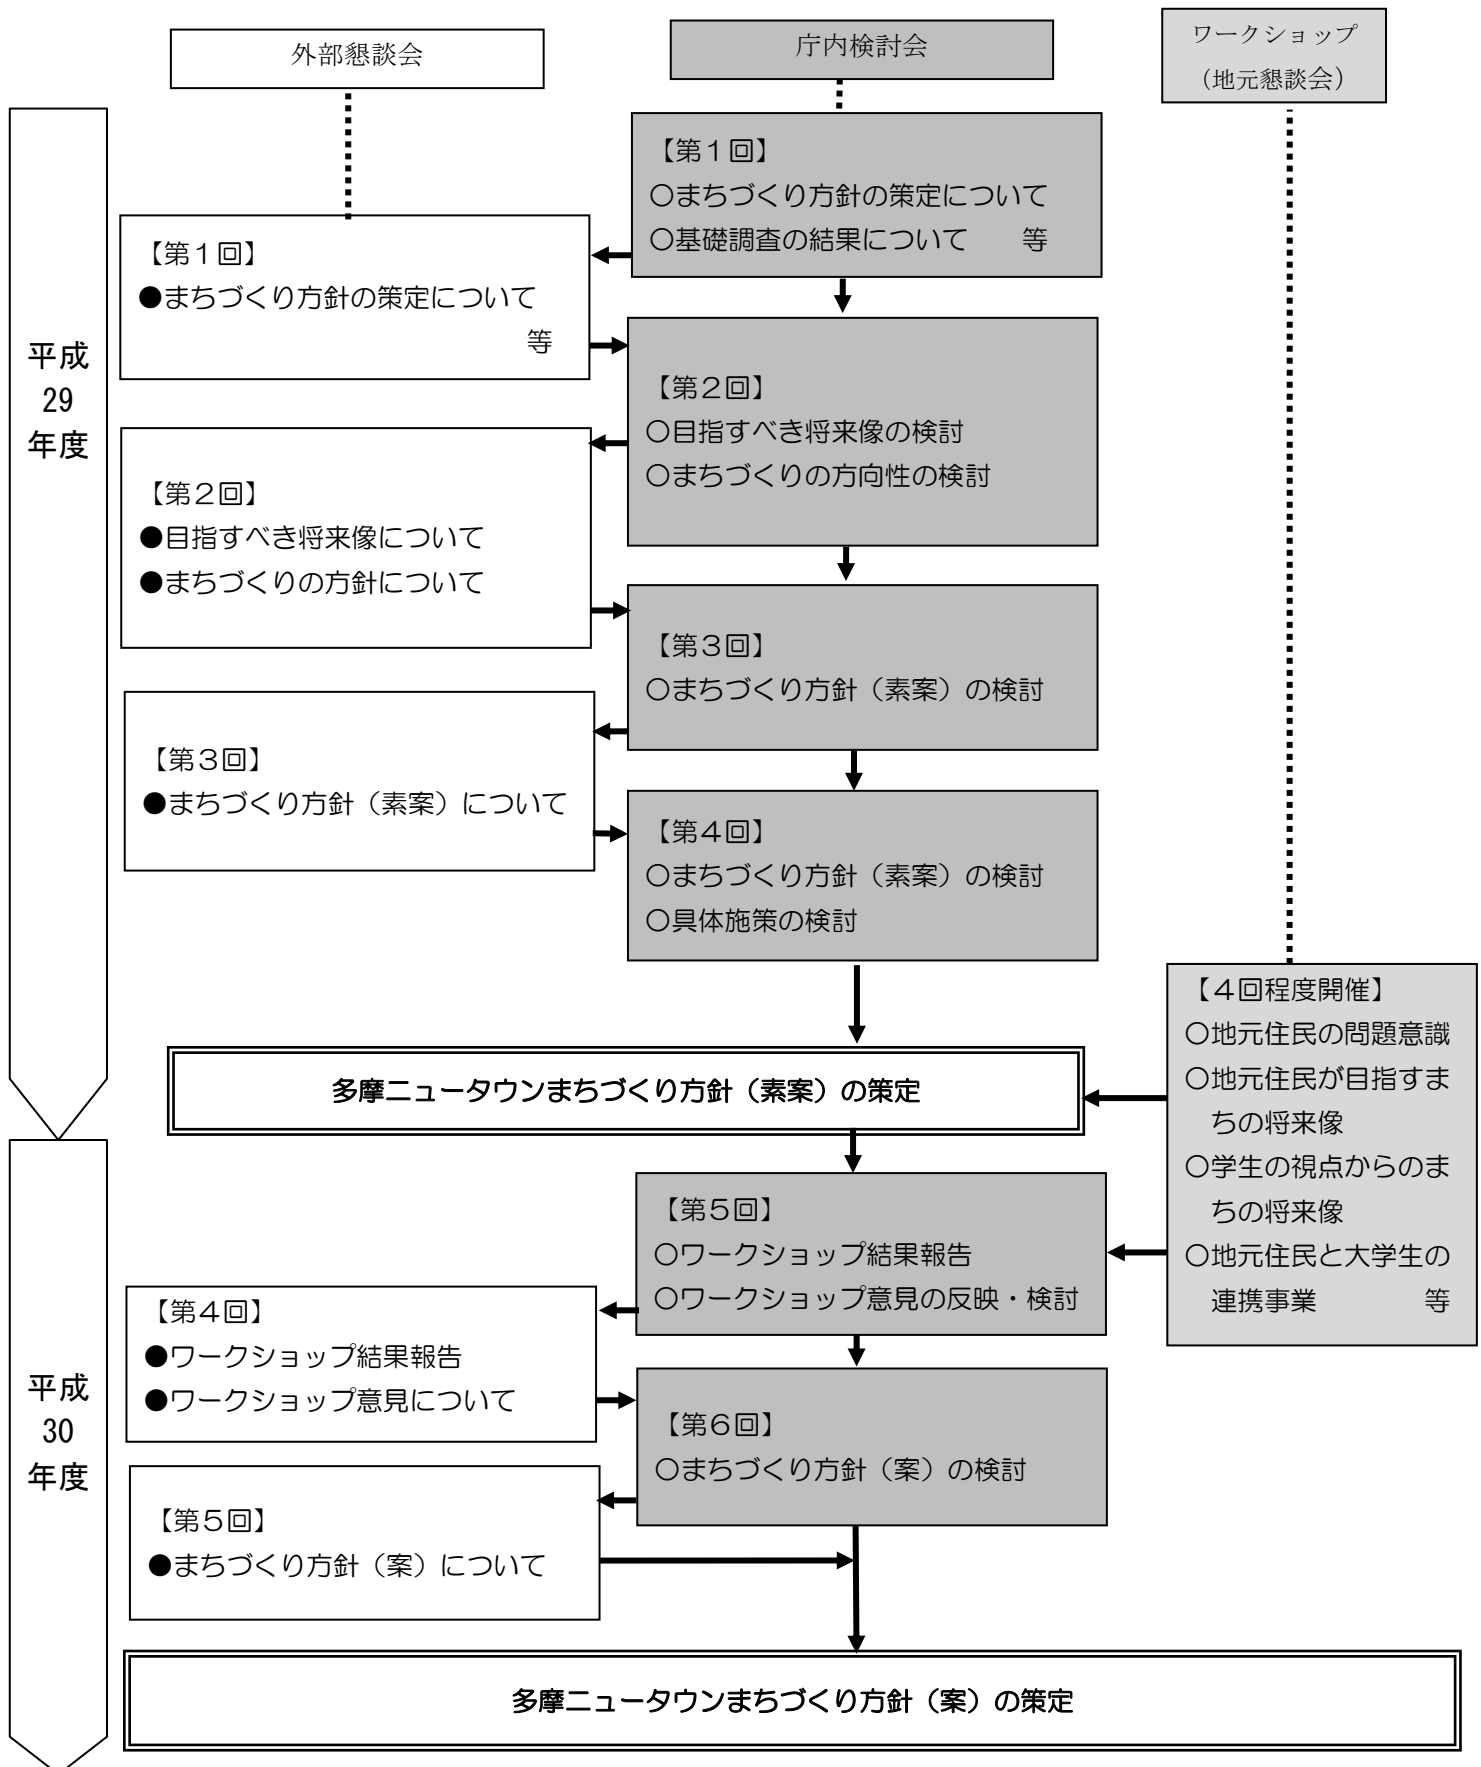 外部懇談会
庁内検討会
ワークショップ
（地元懇談会）
平成
29
年度
【第１回】
○まちづくり方針の策定について
○基礎調査の結果について　　等
【第１回】
●まちづくり方針の策定について
等
【第２回】
○目指すべき将来像の検討
○まちづくりの方向性の検討
【第２回】
●目指すべき将来像について
●まちづくりの方針について
【第３回】
○まちづくり方針（素案）の検討
【第３回】
●まちづくり方針（素案）について
【第４回】
○まちづくり方針（素案）の検討
○具体施策の検討
【４回程度開催】
○地元住民の問題意識
○地元住民が目指すま
ちの将来像
○学生の視点からのま
ちの将来像
○地元住民と大学生の
連携事業　　　　等
多摩ニュータウンまちづくり方針（素案）の策定
平成
30
年度
【第５回】
○ワークショップ結果報告
○ワークショップ意見の反映・検討
【第４回】
●ワークショップ結果報告
●ワークショップ意見について
【第６回】
○まちづくり方針（案）の検討
【第５回】
●まちづくり方針（案）について
多摩ニュータウンまちづくり方針（案）の策定